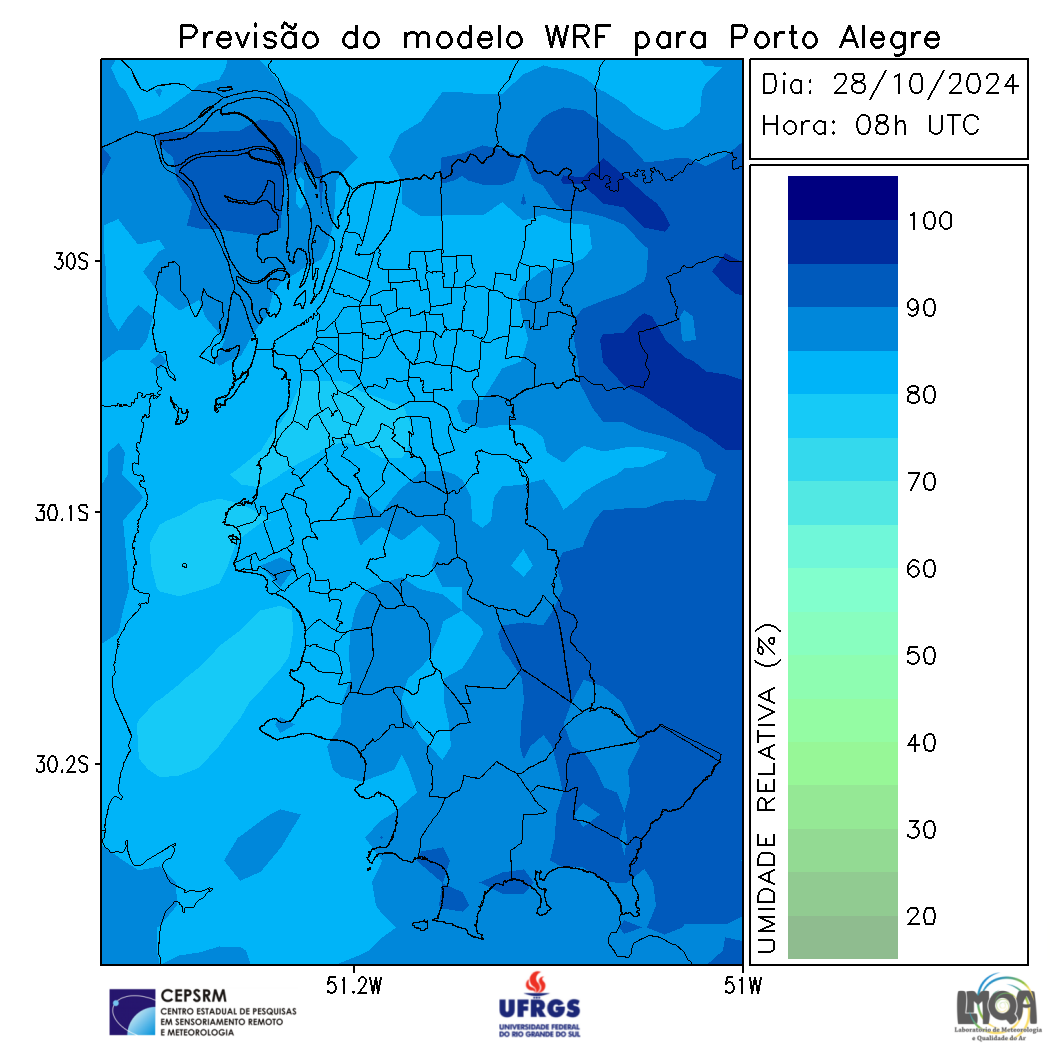 Previsão do modelo WRF para Porto Alegre
Dia: 28/10/2024
Hora: 08h UTC
30S
30.1S
30.2S
51.2W
51W
100
90
80
70
60
50
40
30
20
UMIDADE RELATIVA (%)
CEPSRM
CENTRO ESTADUAL DE PESQUISAS
EM SENSORIAMENTO REMOTO
E METEOROLOGIA
UFRGS
UNIVERSIDADE FEDERAL
DO RIO GRANDE DO SUL
LMQA
Laboratório de Meteorologia
e Qualidade do Ar